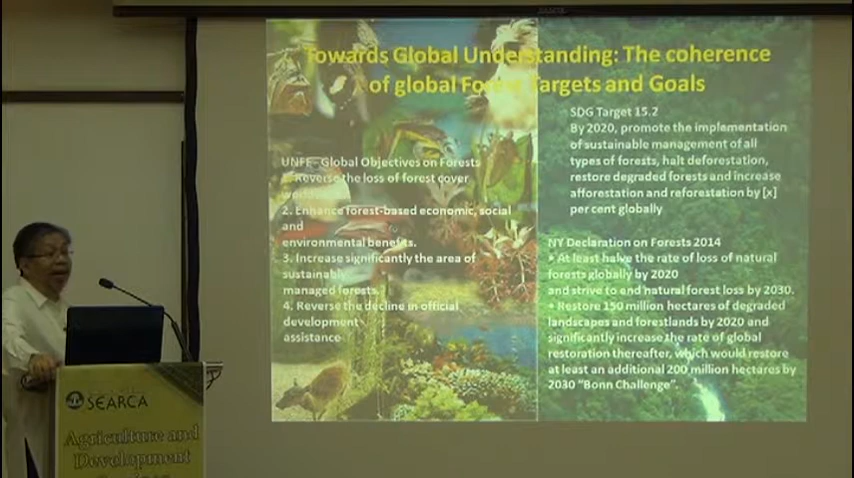 Towards Global Understanding: The coherence
of global Forest Targets and Goals
UNFF- Global Objectives on Forests
1. Reverse the loss of forest cover
worldwide
2. Enhance forest-based economic, social
and
environmental benefits.
3. Increase significantly the area of
sustainably
managed forests.
4. Reverse the decline in official
development
assistance
SDG Target 15.2
By 2020, promote the implementation
of sustainable management of all
types of forests, halt deforestation,
restore degraded forests and increase
afforestation and reforestation by [x]
per cent globally
NY Declaration on Forests 2014
• At least halve the rate of loss of natural
forests globally by 2020
and strive to end natural forest loss by 2030.
• Restore 150 million hectares of degraded
landscapes and forestlands by 2020 and
significantly increase the rate of global
restoration thereafter, which would restore
at least an additional 200 million hectares by
2030 "Bonn Challenge".
SEARCA
Agriculture and
Development